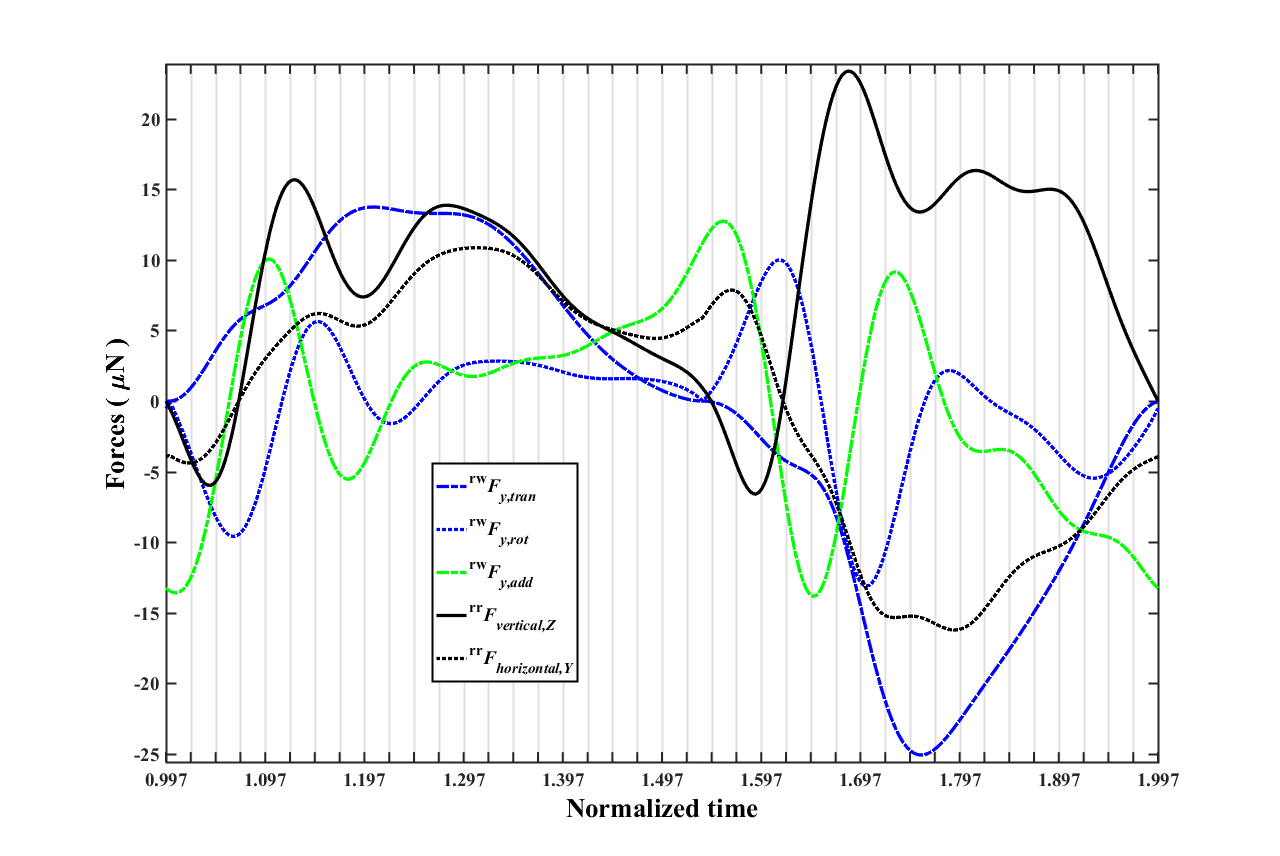 Forces ( μN )
20
15
10
5
0
-5
-10
-15
-20
-25
rwFy,tran
rwFy,rot
rwFy,add
rrFvertical,Z
rrFhorizontal,Y
0.997 1.097 1.197 1.297 1.397 1.497 1.597 1.697 1.797 1.897 1.997
Normalized time